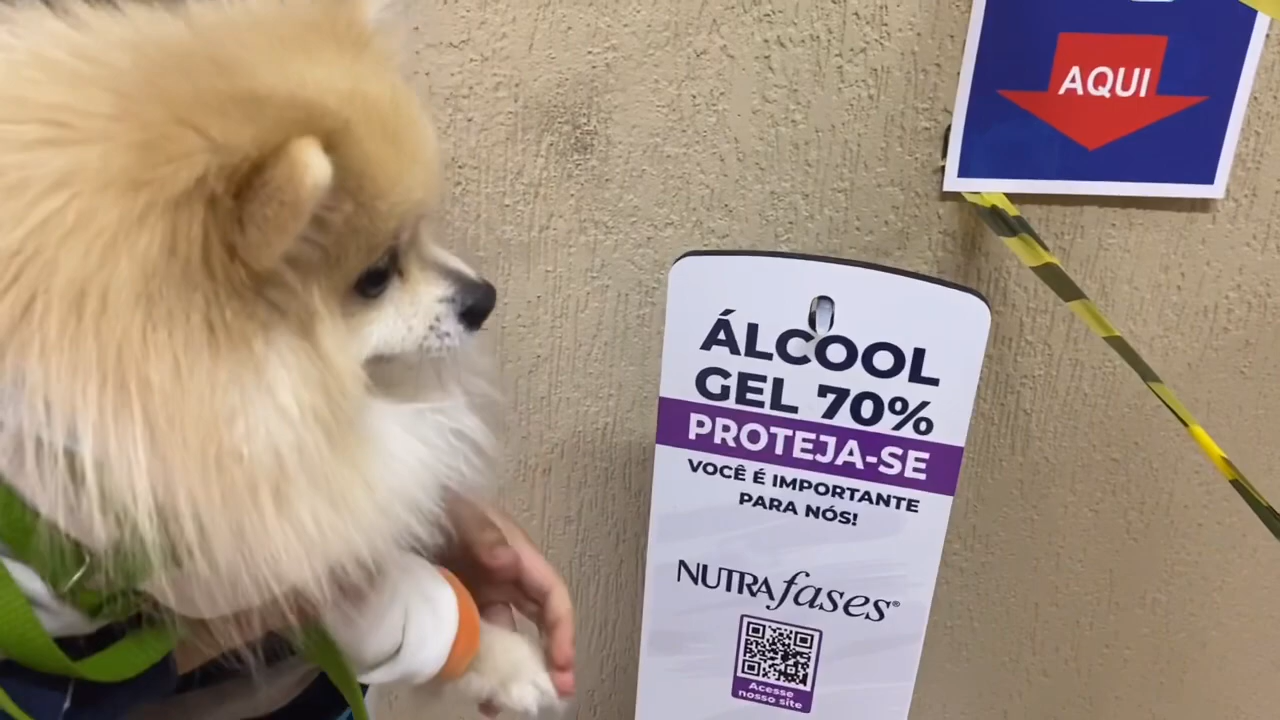 AQUI
ÁLCOOL
GEL 70%
PROTEJA-SE
VOCÊ É IMPORTANTE
PARA NÓS!
NUTRAfases®
Acesse
nosso site